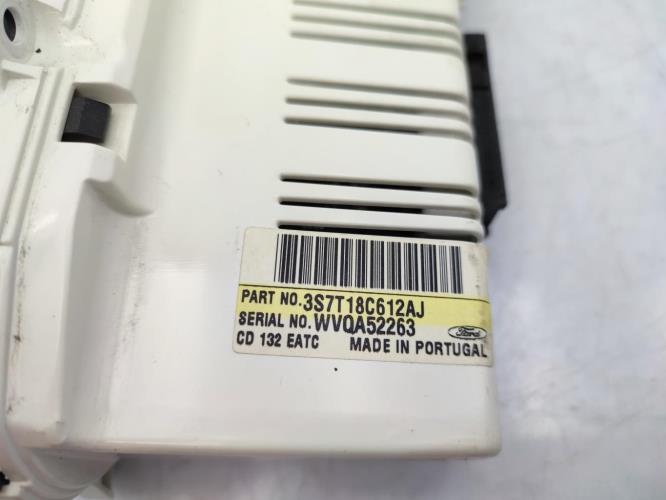 PART NO. 3S7T18C612AJ
SERIAL NO. WVQA52263
Ford
CD 132 EATC MADE IN PORTUGAL